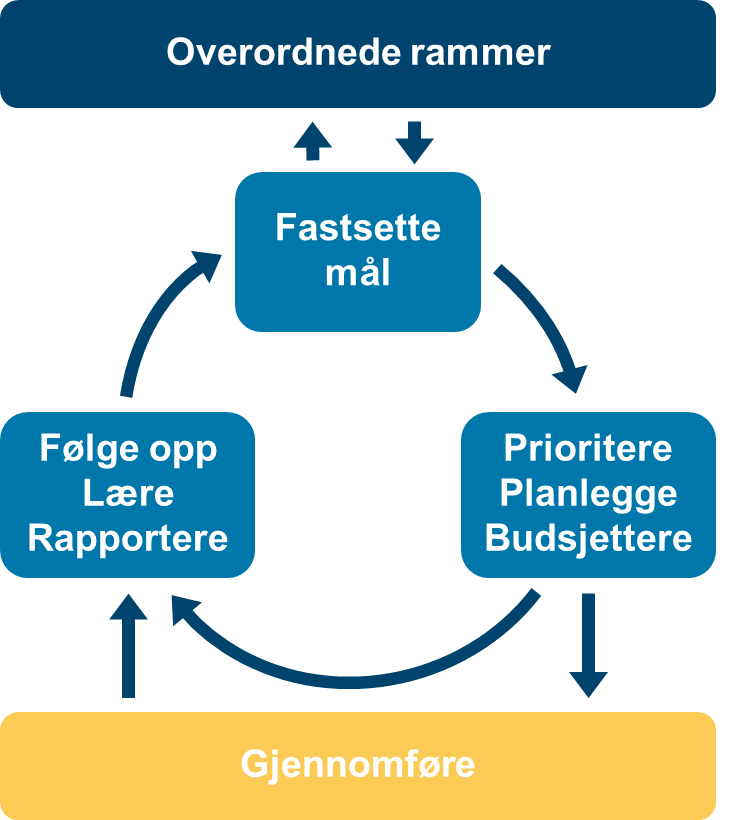 Overordnede rammer
Fastsette
mål
Følge opp
Lære
Rapportere
Prioritere
Planlegge
Budsjettere
Gjennomføre